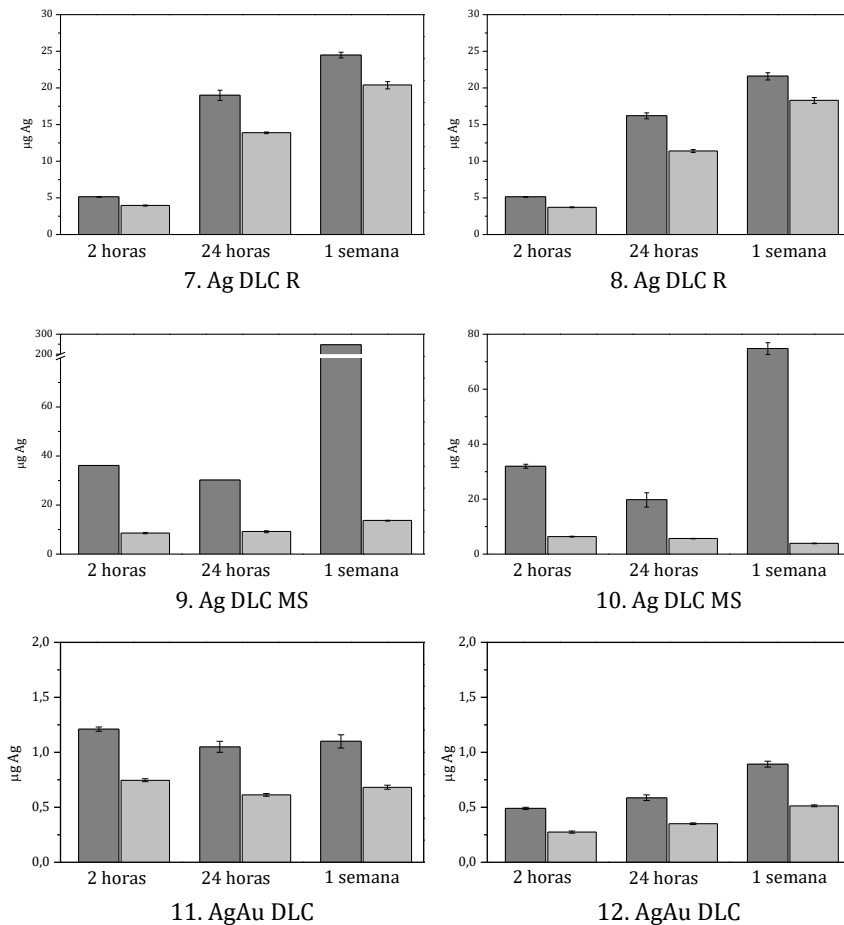 30
25
20
15
10
5
0
µg Ag
2 horas 24 horas 1 semana
7. Ag DLC R
30
25
20
15
10
5
0
µg Ag
2 horas 24 horas 1 semana
8. Ag DLC R
300
200
60
40
20
0
µg Ag
2 horas 24 horas 1 semana
9. Ag DLC MS
80
60
40
20
0
µg Ag
2 horas 24 horas 1 semana
10. Ag DLC MS
2,0
1,5
1,0
0,5
0,0
µg Ag
2 horas 24 horas 1 semana
11. AgAu DLC
2,0
1,5
1,0
0,5
0,0
µg Ag
2 horas 24 horas 1 semana
12. AgAu DLC